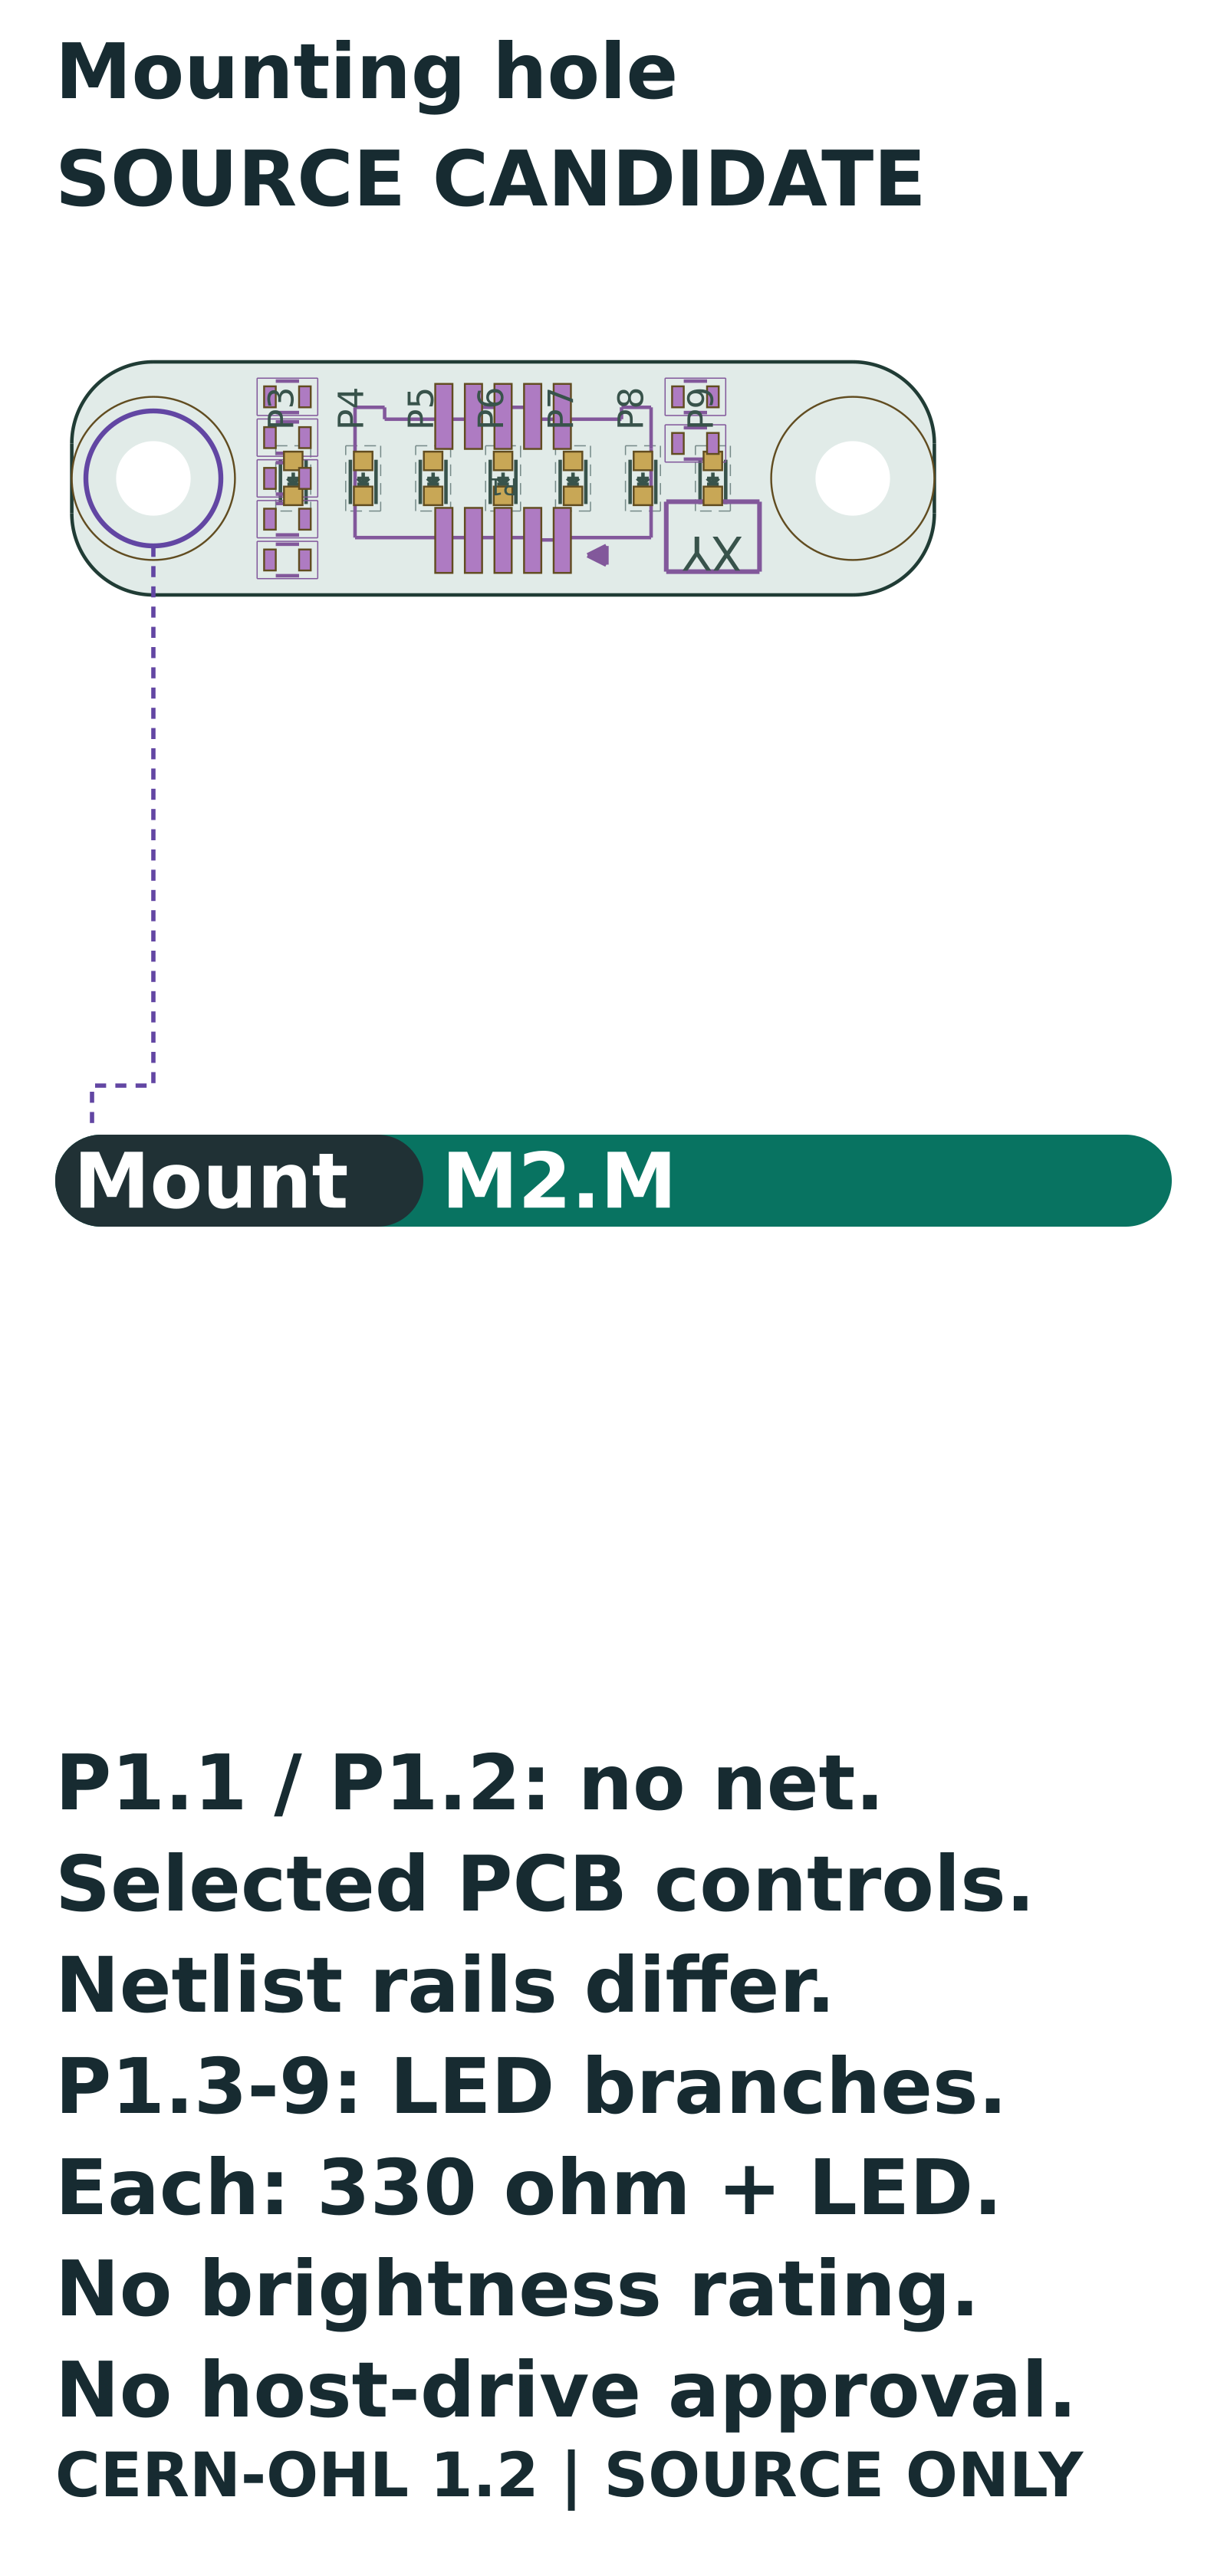 Mounting hole
SOURCE CANDIDATE
P3 P4 P5 P6 P7 P8 P9
XY
Mount M2.M
P1.1 / P1.2: no net.
Selected PCB controls.
Netlist rails differ.
P1.3-9: LED branches.
Each: 330 ohm + LED.
No brightness rating.
No host-drive approval.
CERN-OHL 1.2 | SOURCE ONLY